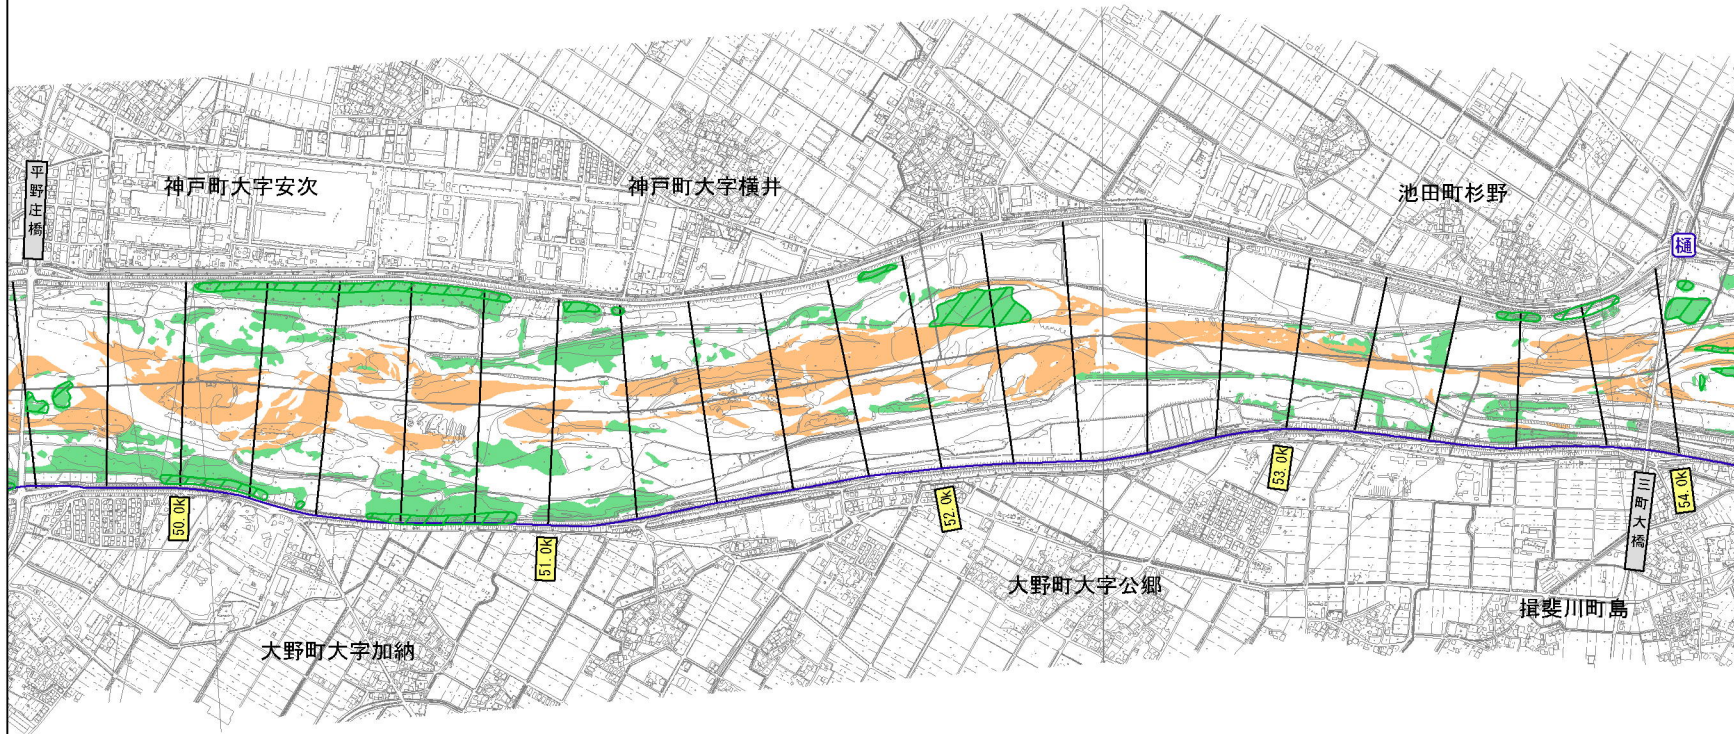 平野庄橋
神戸町大字安次
神戸町大字横井
池田町杉野
樋
50.0k
51.0k
52.0k
53.0k
54.0k
三町大橋
大野町大字公郷
揖斐川町島
大野町大字加納